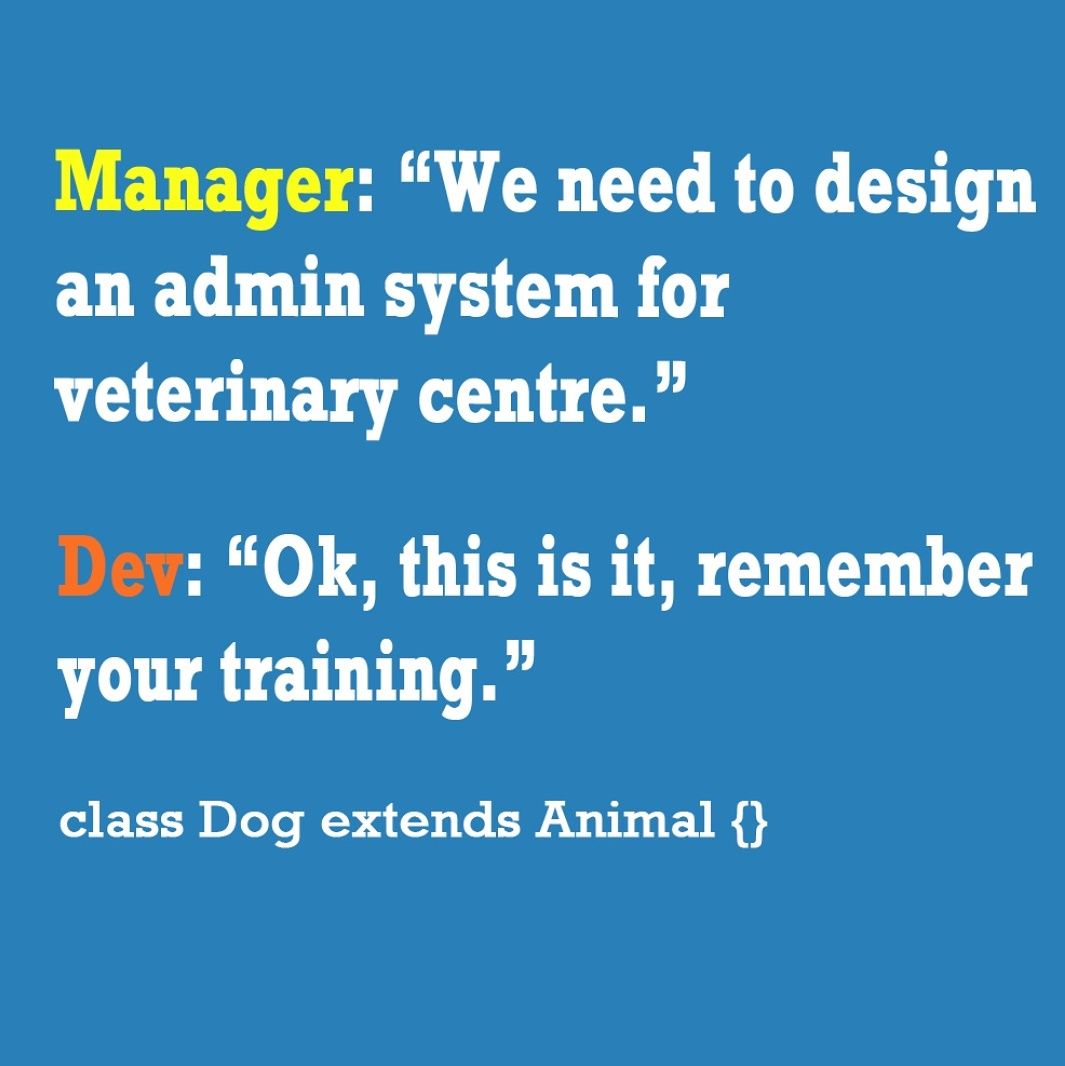 Manager: “We need to design
an admin system for
veterinary centre.”
Dev: “Ok, this is it, remember
your training.”
class Dog extends Animal {}